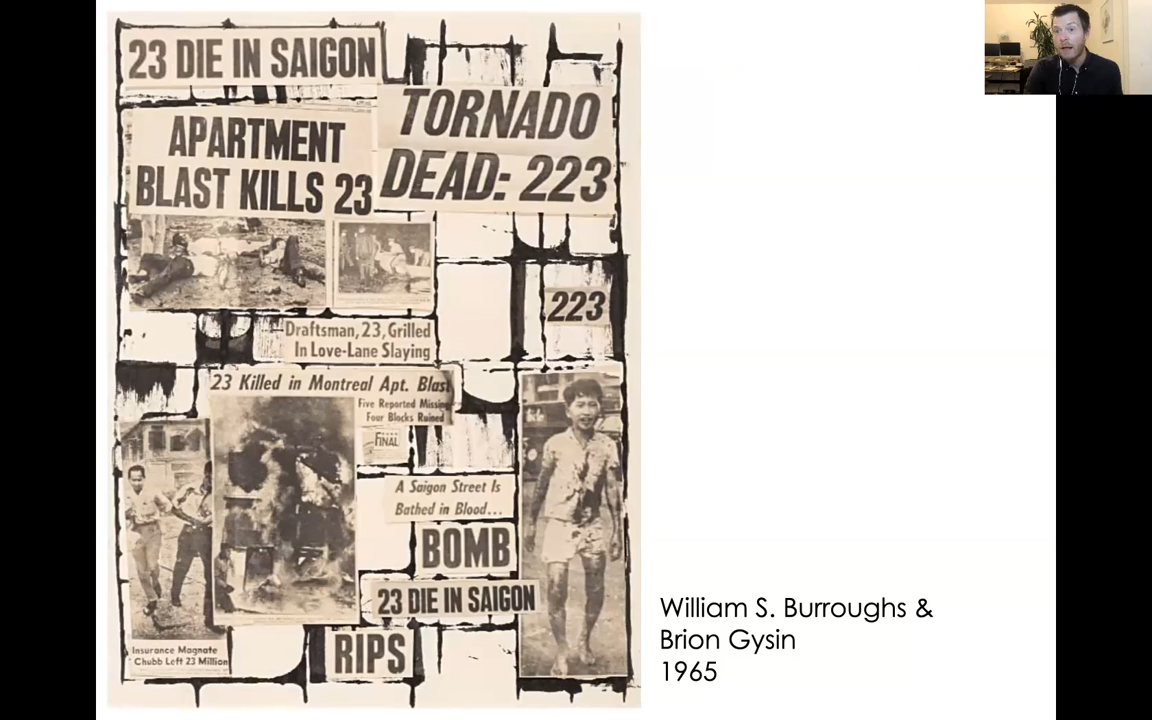 23 DIE IN SAIGON
TORNADO
DEAD: 223
APARTMENT
BLAST KILLS 23
223
Draftsman, 23, Grilled
In Love-Lane Slaying
23 Killed in Montreal Apt. Blast
Five Reported Missing
Four Blocks Ruined
FINAL
A Saigon Street Is
Bathed in Blood...
BOMB
23 DIE IN SAIGON
RIPS
Insurance Magnate
Chubb Left 23 Million
William S. Burroughs &
Brion Gysin
1965